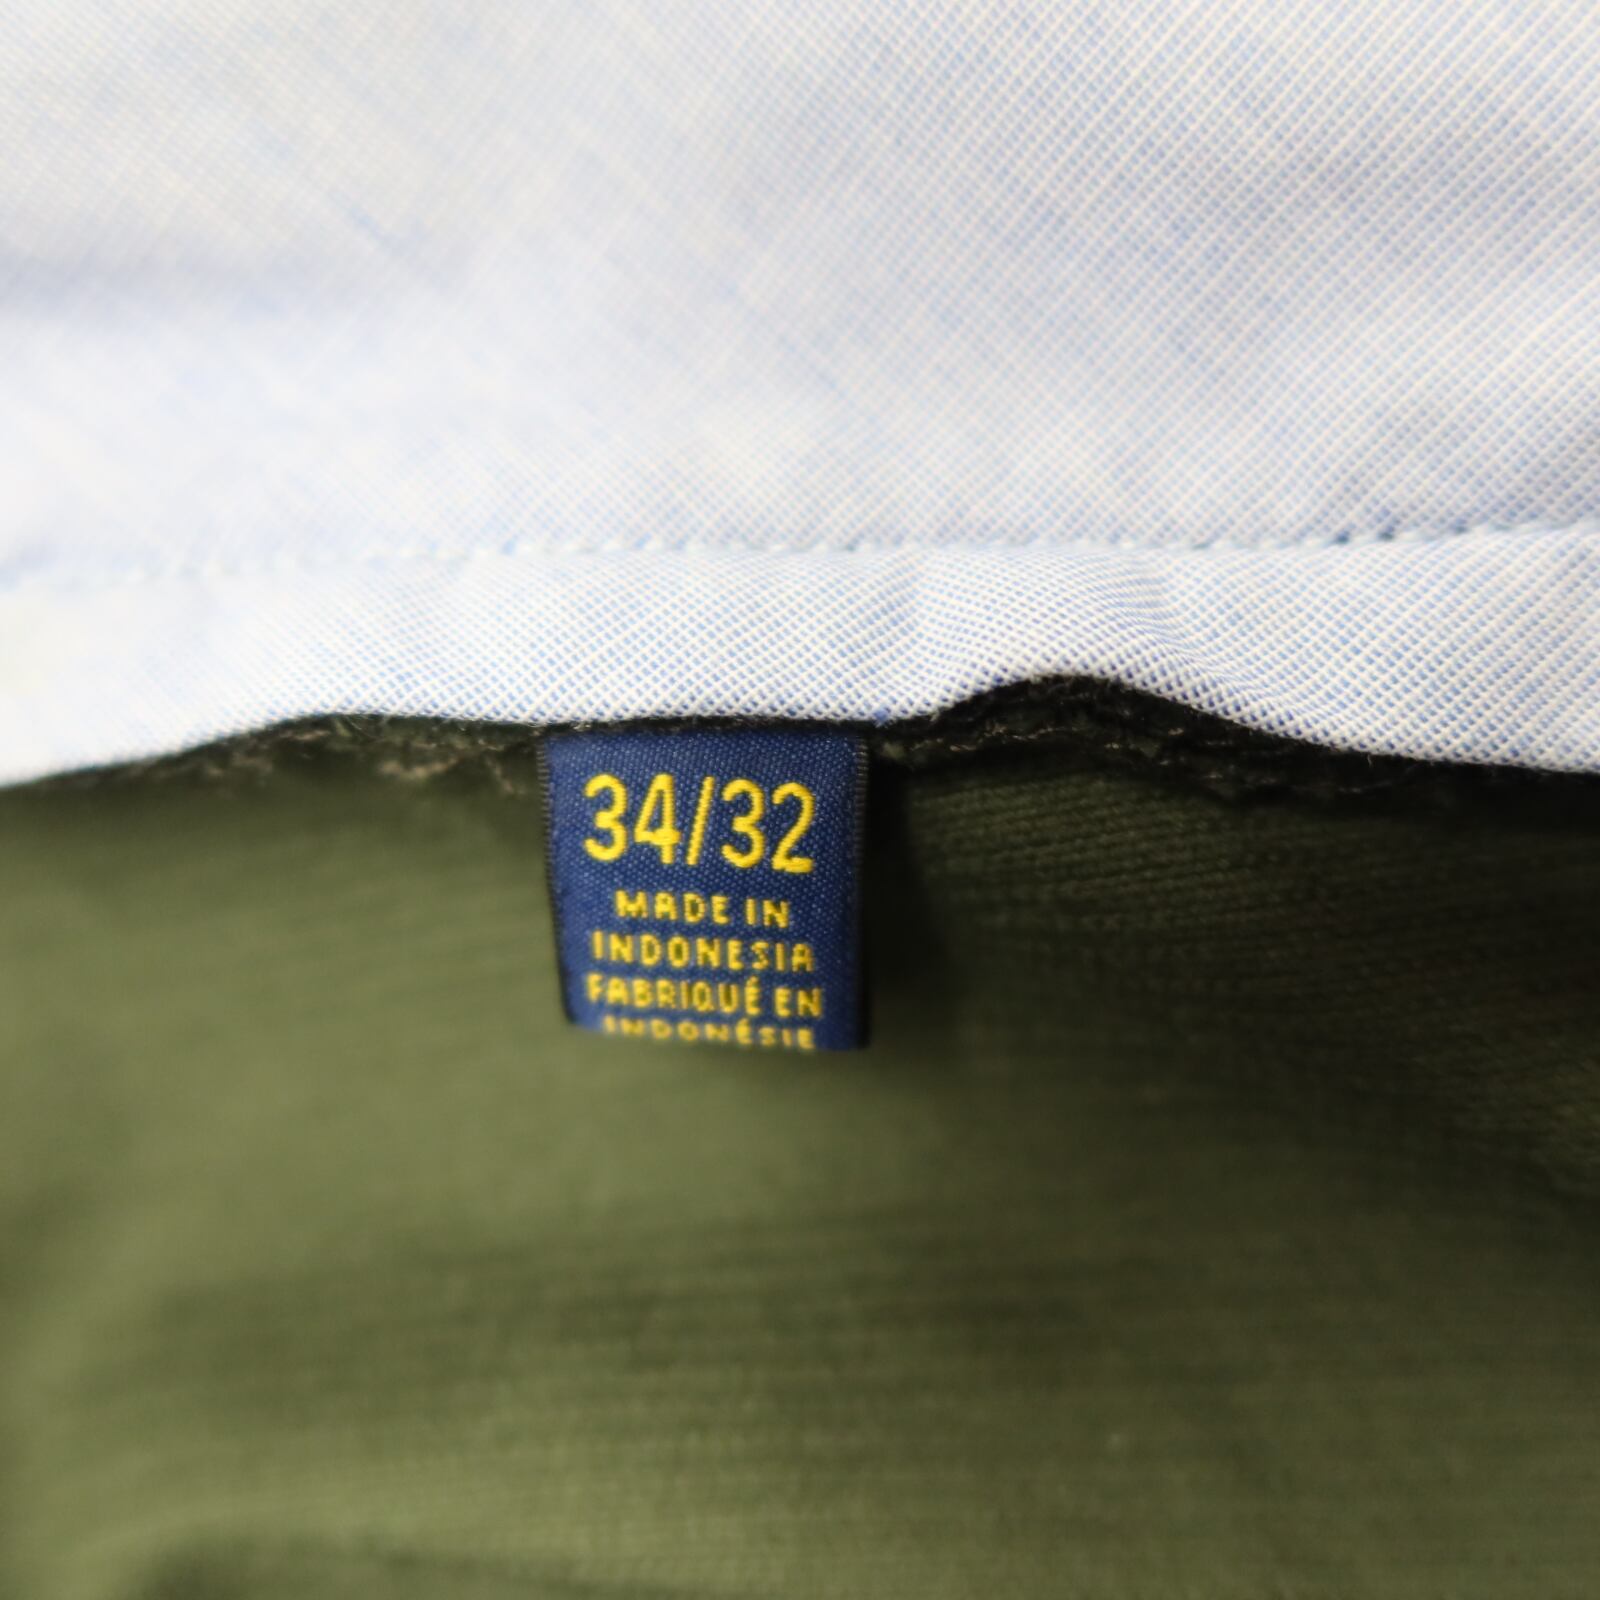 34/32
MADE IN
INDONESIA
FABRIQUÉ EN
INDONÉSIE